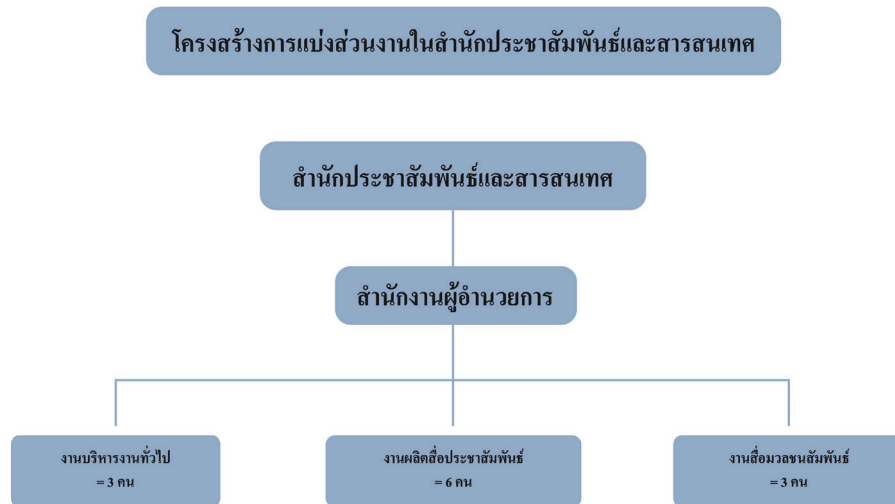 โครงสร้างการแบ่งส่วนงานในสำนักประชาสัมพันธ์และสารสนเทศ
สำนักประชาสัมพันธ์และสารสนเทศ
สำนักงานผู้อำนวยการ
งานบริหารงานทั่วไป
= 3 คน
งานผลิตสื่อประชาสัมพันธ์
= 6 คน
งานสื่อมวลชนสัมพันธ์
= 3 คน